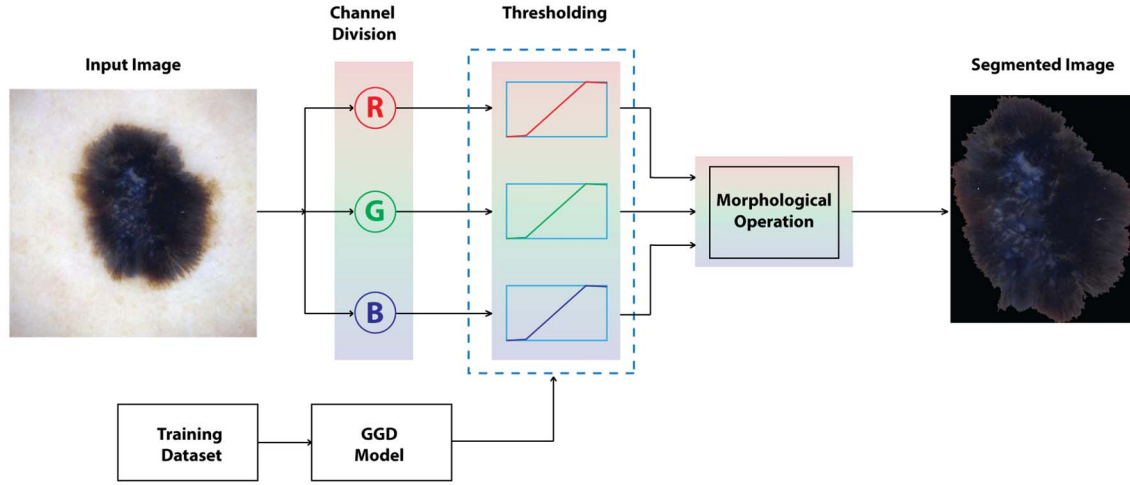 Channel
Division
Thresholding
Input Image
Segmented Image
R
G
B
Morphological
Operation
Training
Dataset
GGD
Model